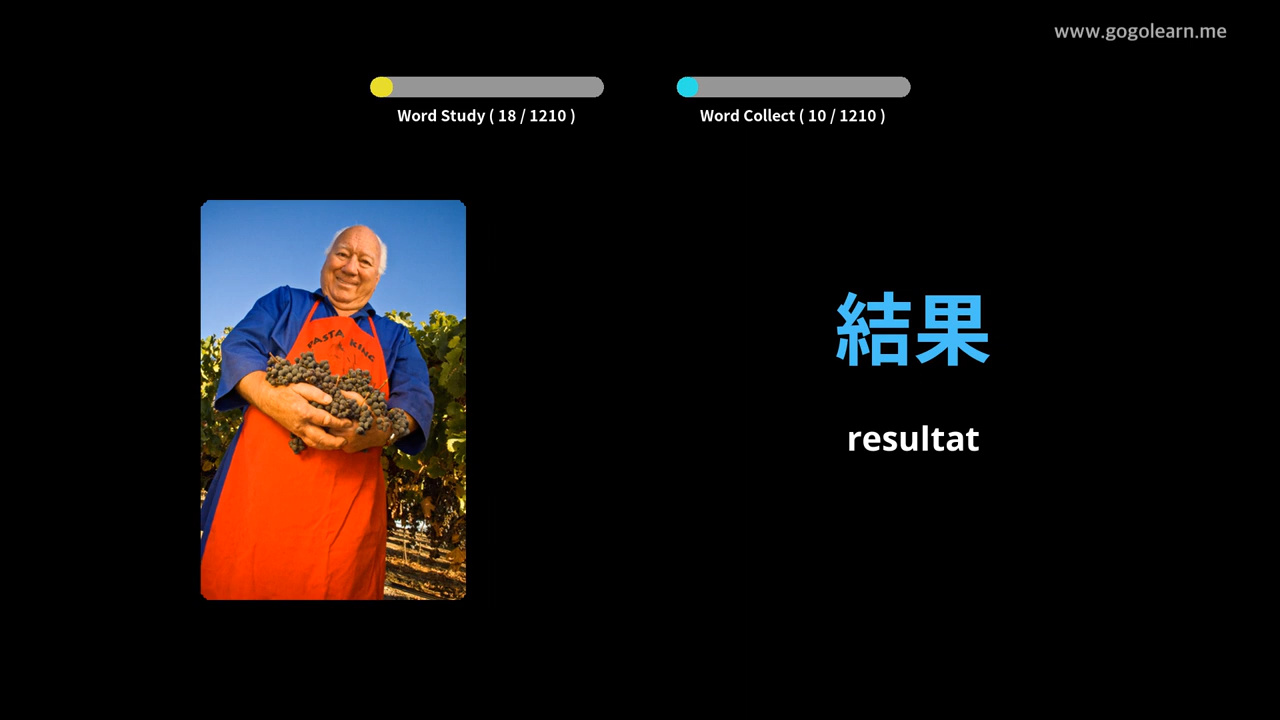 www.gogolearn.me
Word Study ( 18 / 1210 )
Word Collect ( 10 / 1210 )
PASTA KING
結果
resultat